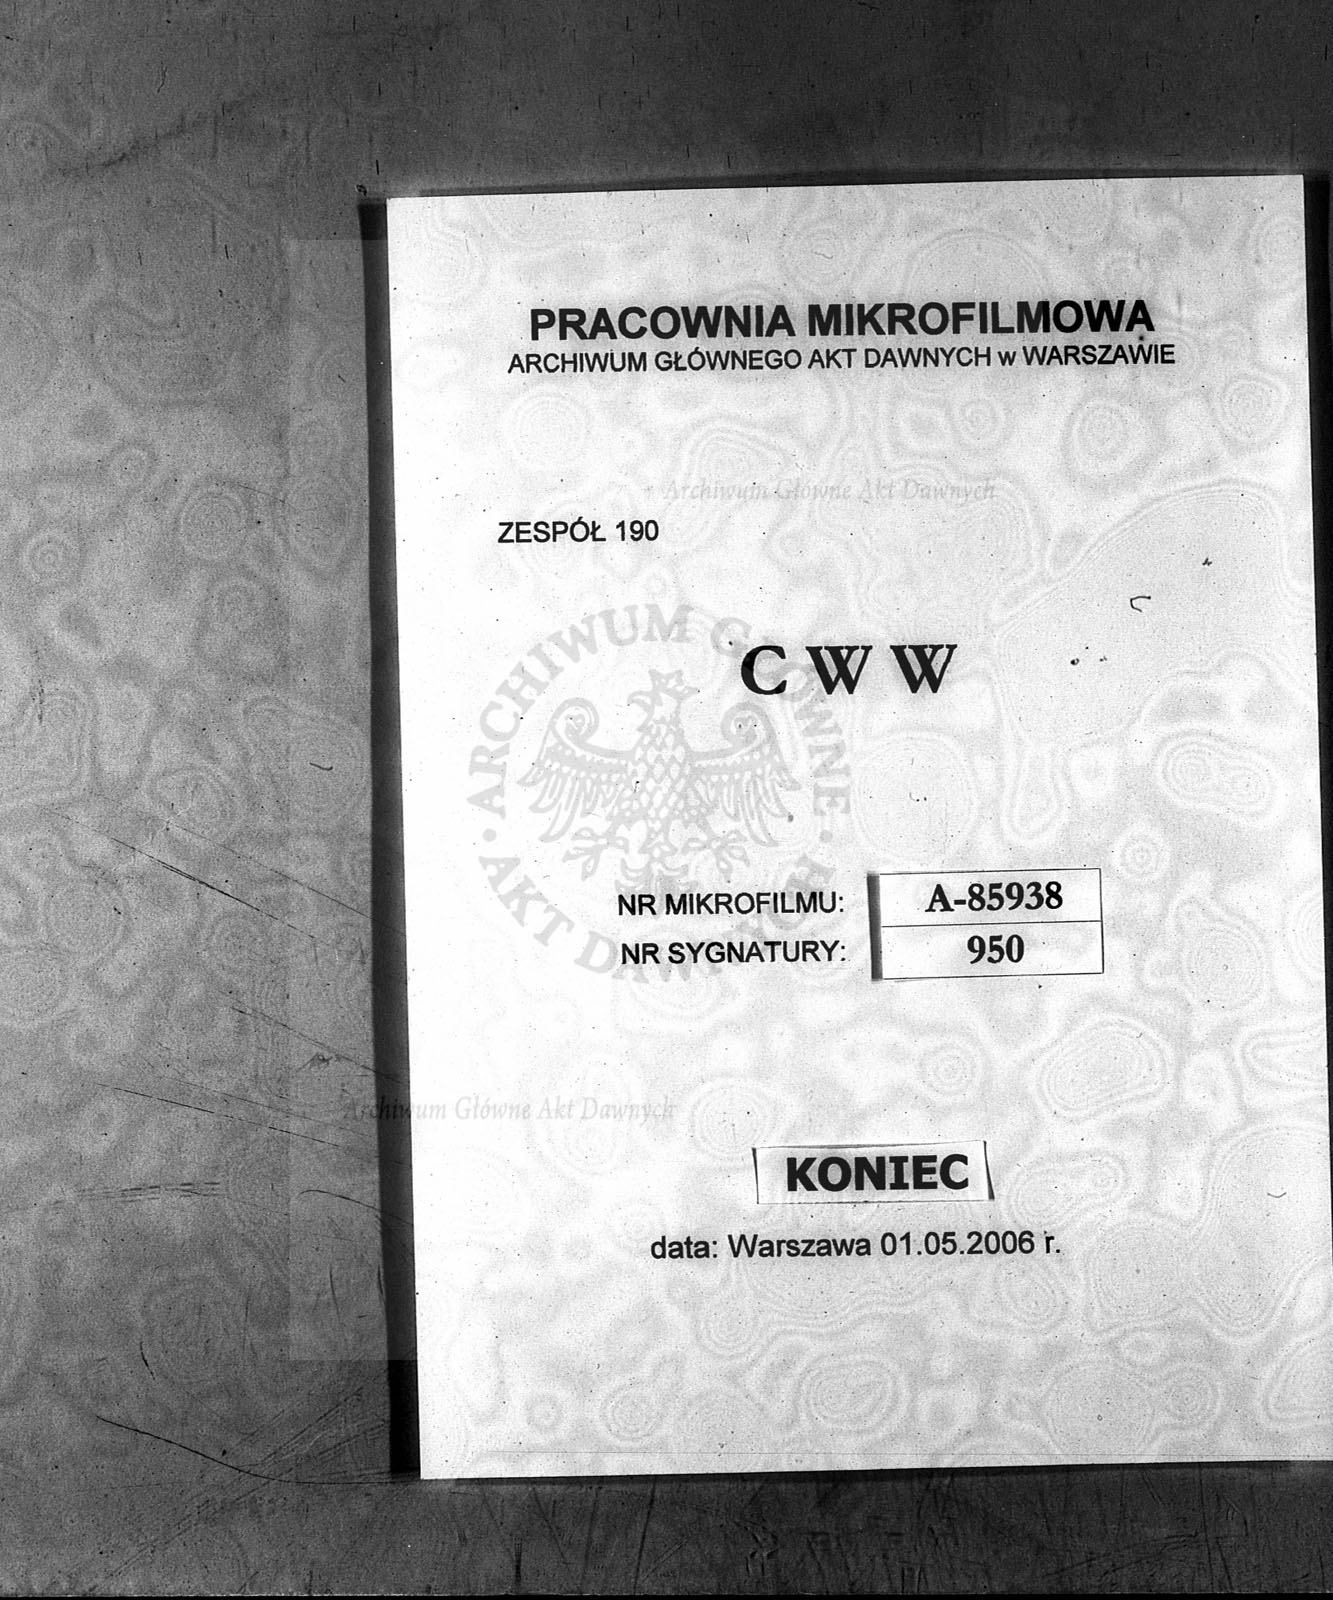 PRACOWNIA MIKROFILMOWA
ARCHIWUM GŁÓWNEGO AKT DAWNYCH w WARSZAWIE
Archiwum Główne Akt Dawnych
ZESPÓŁ 190
C W W
ARCHIWUM GŁÓWNE
AKT DAWNYCH
NR MIKROFILMU: A-85938
NR SYGNATURY: 950
Archiwum Główne Akt Dawnych
KONIEC
data: Warszawa 01.05.2006 r.